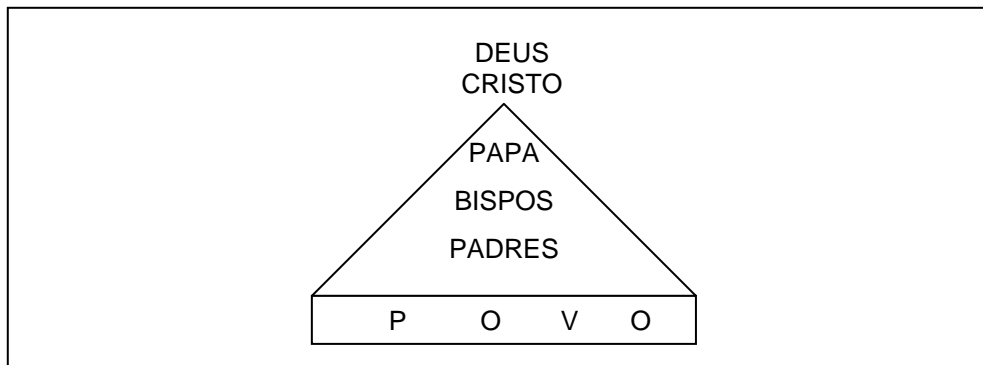 DEUS
CRISTO
PAPA
BISPOS
PADRES
P O V O